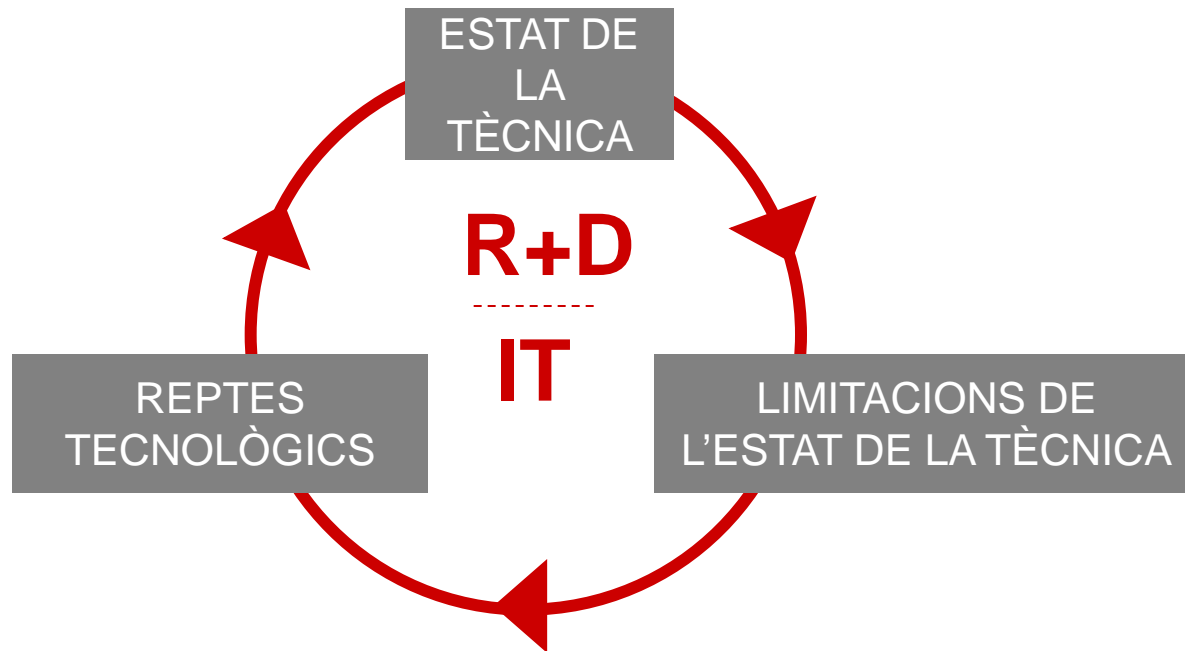 ESTAT DE
LA
TÈCNICA
R+D
IT
REPTES
TECNOLÒGICS
LIMITACIONS DE
L’ESTAT DE LA TÈCNICA